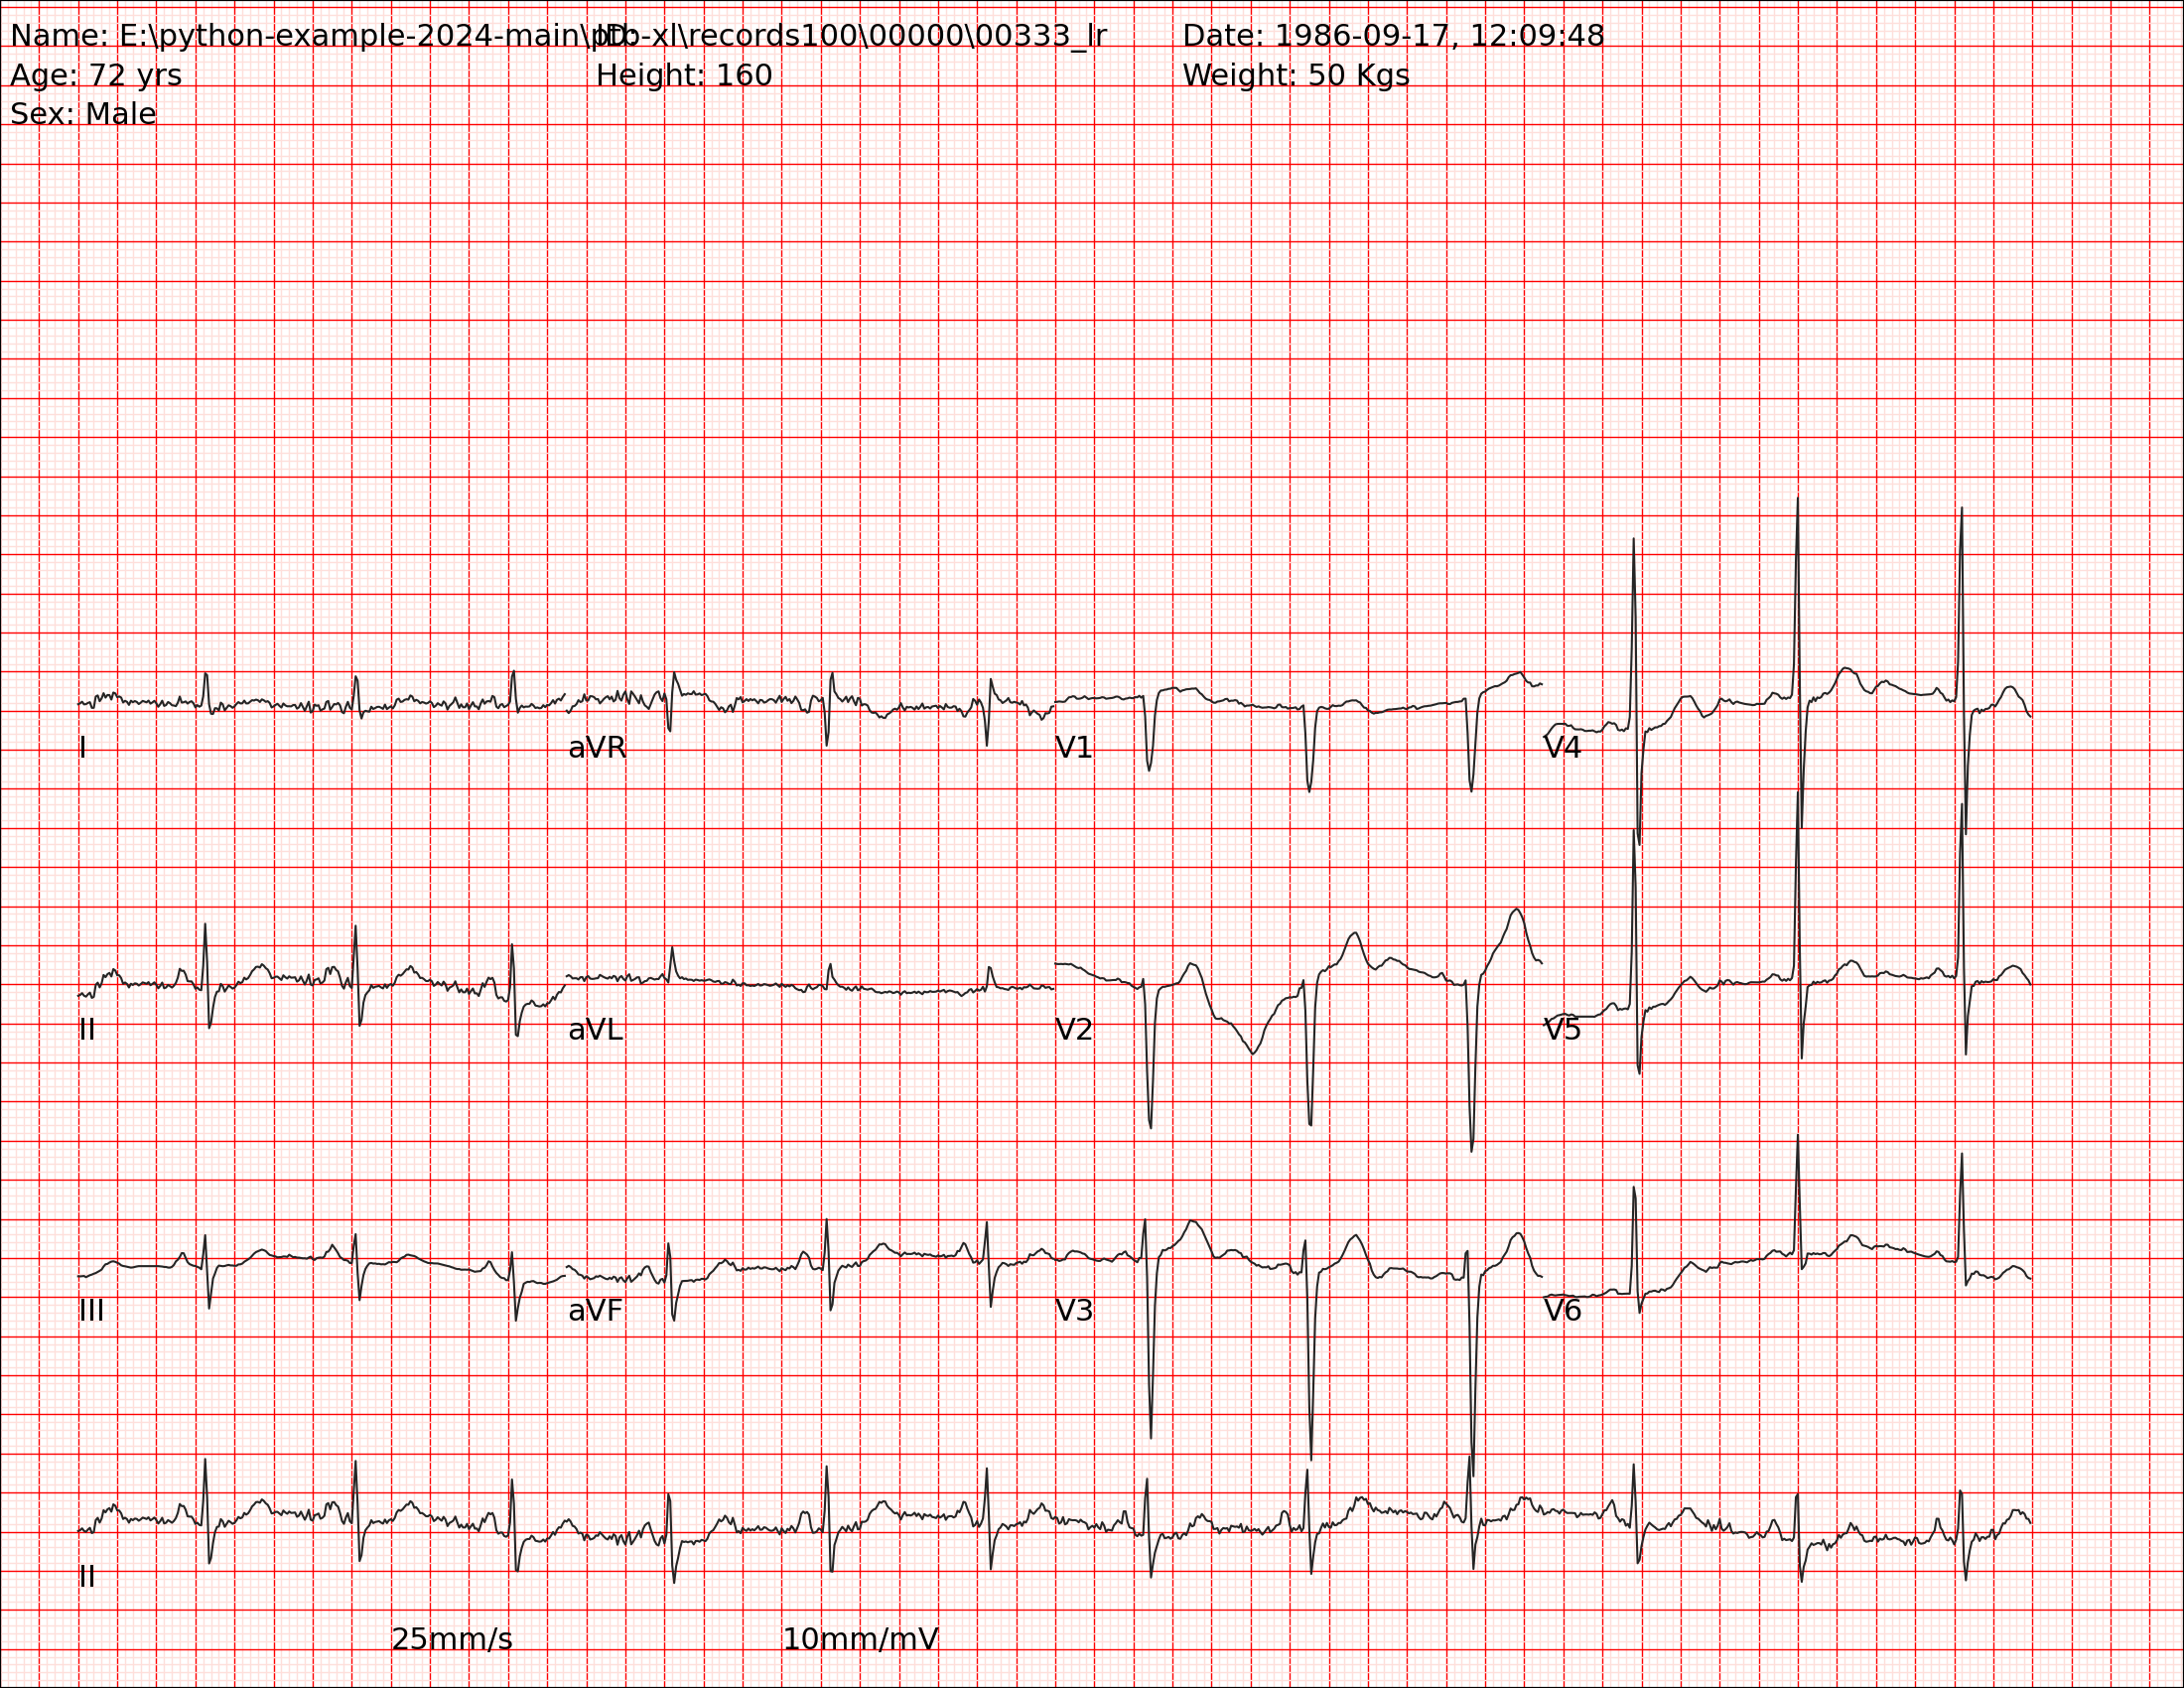 Name: E:\python-example-2024-main\ptb-xl\records100\00000\00333_lr ID: Date: 1986-09-17, 12:09:48
Age: 72 yrs Height: 160 Weight: 50 Kgs
Sex: Male
I aVR V1 V4
II aVL V2 V5
III aVF V3 V6
II
25mm/s 10mm/mV